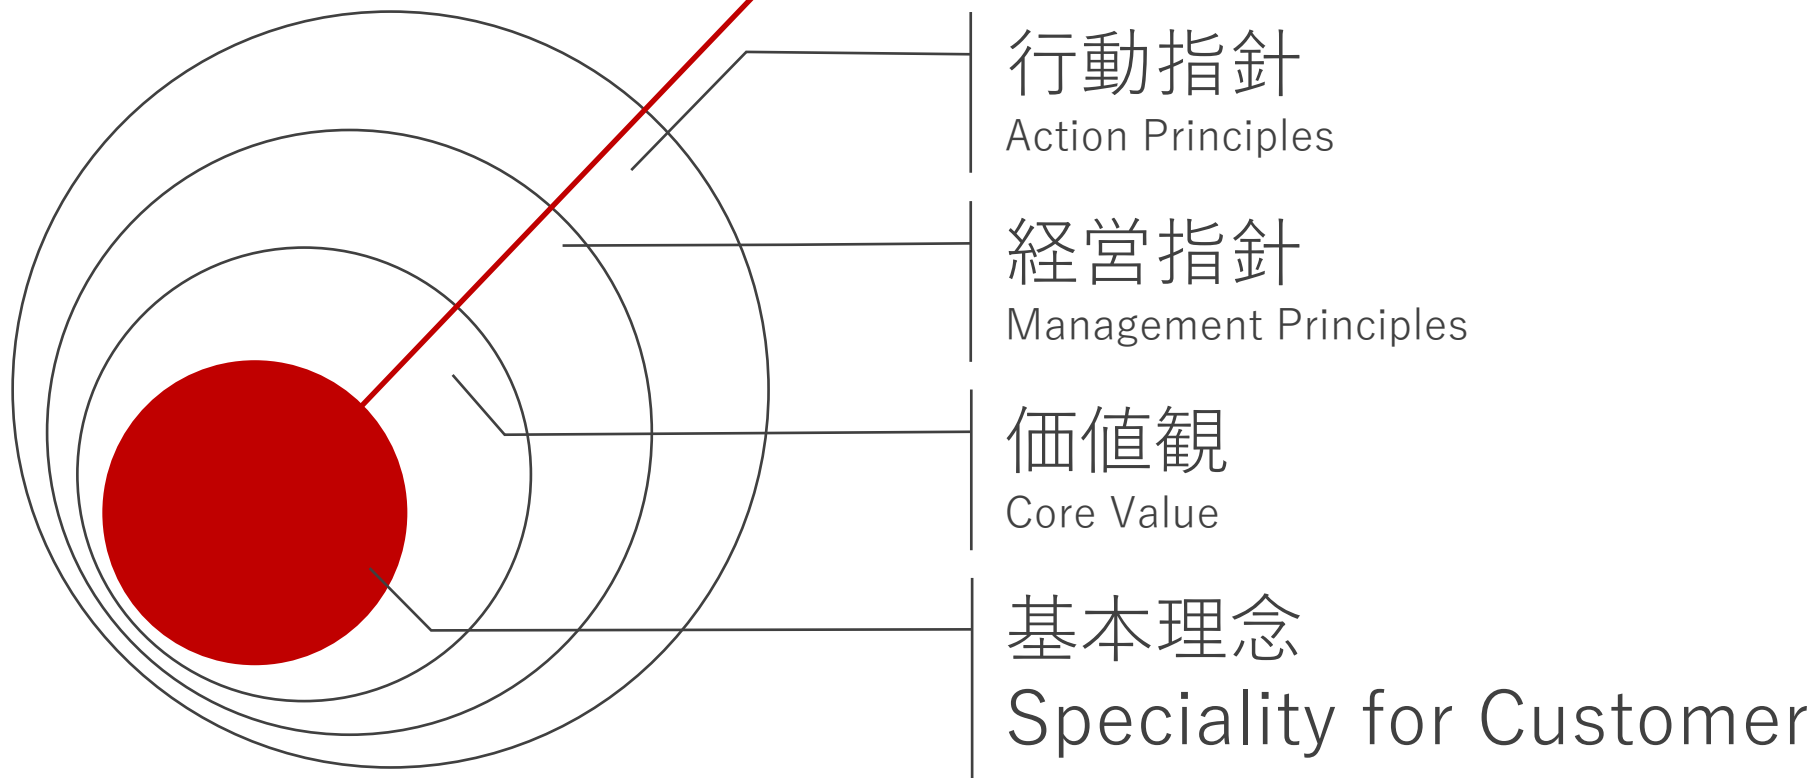 行動指針
Action Principles
経営指針
Management Principles
価値観
Core Value
基本理念
Speciality for Customer